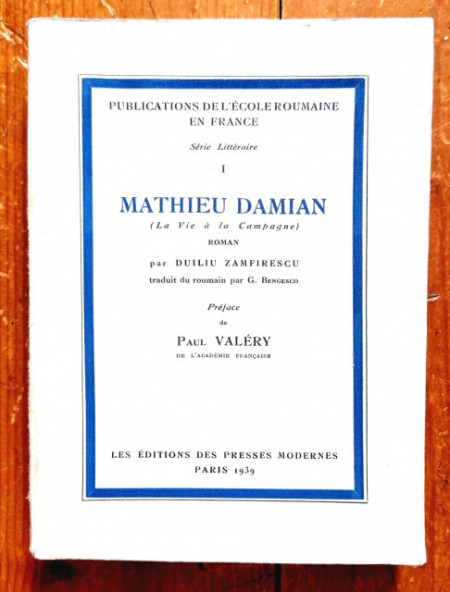 PUBLICATIONS DE L'ÉCOLE ROUMAINE
EN FRANCE
Série Littéraire
I
MATHIEU DAMIAN
(La Vie à la Campagne)
ROMAN
par DUILIU ZAMFIRESCU
traduit du roumain par G. BENGESCO
Préface
de
PAUL VALÉRY
DE L'ACADÉMIE FRANÇAISE
LES ÉDITIONS DES PRESSES MODERNES
PARIS 1939